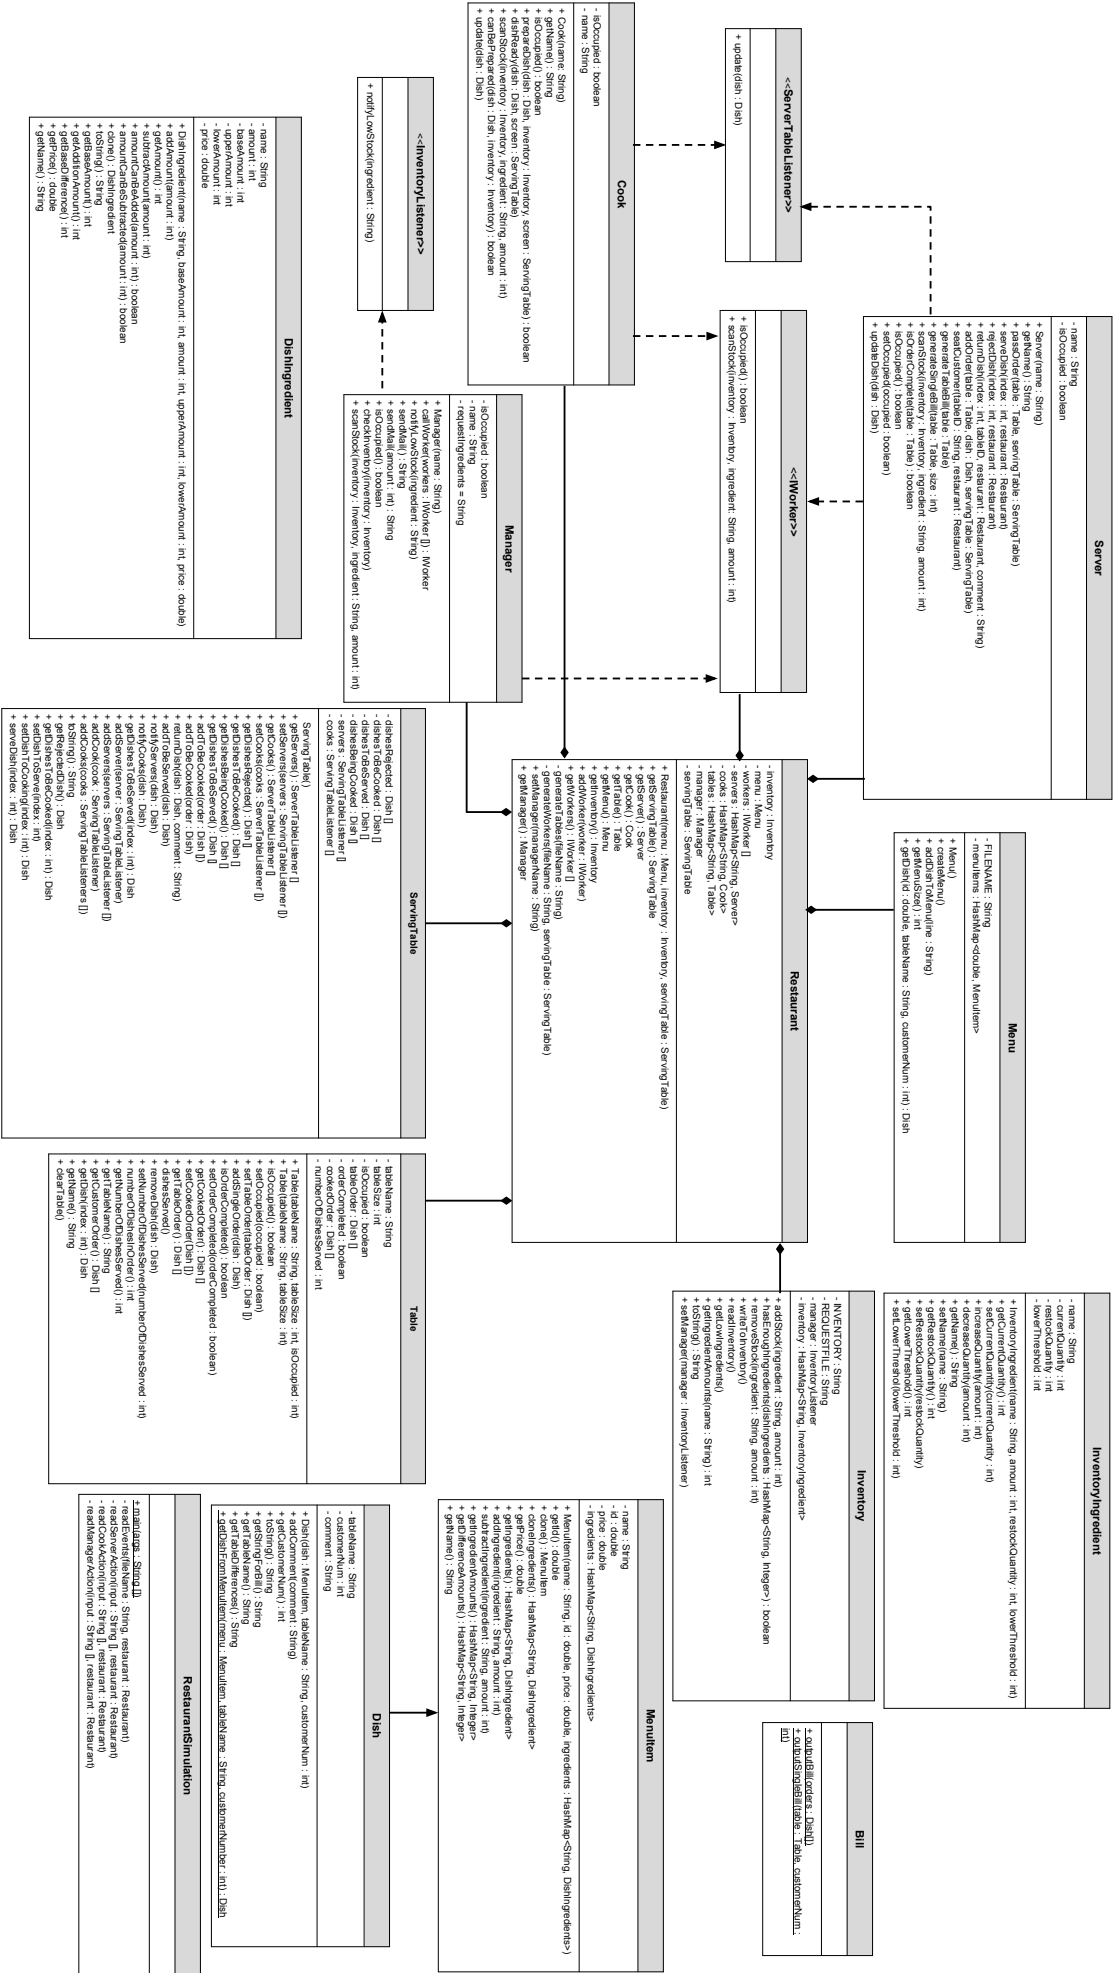 Server
- name : String
- isOccupied : boolean
+ Server(name : String)
+ getName() : String
+ passOrder(table : Table, servingTable : ServingTable)
+ serveDish(index : int, restaurant : Restaurant)
+ rejectDish(index : int, restaurant : Restaurant)
+ returnDish(index : int, tableID, restaurant : Restaurant, comment : String)
+ addOrder(table : Table, dish : Dish, servingTable : ServingTable)
+ seatCustomer(tableID : String, restaurant : Restaurant)
+ generateTableBill(table : Table)
+ generateSingleBill(table : Table, size : int)
+ scanStock(inventory : Inventory, ingredient : String, amount : int)
+ isOrderComplete(table : Table) : boolean
+ isOccupied() : boolean
+ setOccupied(occupied : boolean)
+ updateDish(dish : Dish)
Menu
- FILENAME : String
- menuItems : HashMap<double, MenuItem>
+ Menu()
+ createMenu()
+ addDishToMenu(line : String)
+ getMenuSize() : int
+ getDish(id : double, tableName : String, customerNum : int) : Dish
InventoryIngredient
- name : String
- currentQuantity : int
- restockQuantity : int
- lowerThreshold : int
+ InventoryIngredient(name : String, amount : int, restockQuantity : int, lowerThreshold : int)
+ getCurrentQuantity() : int
+ setCurrentQuantity(currentQuantity : int)
+ increaseQuantity(amount : int)
+ decreaseQuantity(amount : int)
+ getName() : String
+ setName(name : String)
+ getRestockQuantity() : int
+ setRestockQuantity(restockQuantity)
+ getLowerThreshold() : int
+ setLowerThreshol(lowerThreshold : int)
Bill
+ outputBill(orders : Dish[])
+ outputSingleBill(table : Table, customerNum :
int)
<<ServerTableListener>>
+ update(dish : Dish)
<<IWorker>>
+ isOccupied() : boolean
+ scanStock(inventory : Inventory, ingredient: String, amount : int)
Restaurant
- inventory : Inventory
- menu : Menu
- workers : IWorker []
- servers : HashMap<String, Server>
- cooks : HashMap<String, Cook>
- tables : HashMap<String, Table>
- manager : Manager
- servingTable : ServingTable
+ Restaurant(menu : Menu, inventory : Inventory, servingTable : ServingTable)
+ getServingTable() : ServingTable
+ getServer() : Server
+ getCook() : Cook
+ getTable() : Table
+ getMenu() : Menu
+ getInventory() : Inventory
+ addWorker(worker : IWorker)
+ getWorkers() : IWorker []
- generateTables(fileName : String)
- generateWorkers(fileName : String, servingTable : ServingTable)
+ setManager(managerName : String)
+ getManager() : Manager
Inventory
- INVENTORY : String
- REQUESTFILE : String
- manager : InventoryListener
- inventory : HashMap<String, InventoryIngredient>
+ addStock(ingredient : String, amount : int)
+ hasEnoughIngredients(dishIngredients : HashMap<String, Integer>) : boolean
+ removeStock(ingredient : String, amount : int)
+ writeToInventory()
+ readInventory()
+ getLowIngredients()
+ getIngredientAmounts(name : String) : int
+ toString() : String
+ setManager(manager : InventoryListener)
Cook
- isOccupied : boolean
- name : String
+ Cook(name: String)
+ getName() : String
+ isOccupied() : boolean
+ prepareDish(dish : Dish, inventory : Inventory, screen : ServingTable) : boolean
+ dishReady(dish : Dish, screen : ServingTable)
+ scanStock(inventory : Inventory, ingredient : String, amount : int)
+ canBePrepared(dish : Dish, inventory : Inventory) : boolean
+ update(dish : Dish)
<<InventoryListener>>
+ notifyLowStock(ingredient : String)
Manager
- isOccupied : boolean
- name : String
- requestIngredients = String
+ Manager(name : String)
+ callWorker(workers : IWorker []) : IWorker
+ notifyLowStock(ingredient : String)
+ sendMail() : String
+ sendMail(amount : int) : String
+ isOccupied() : boolean
+ checkInventory(inventory : Inventory)
+ scanStock(inventory : Inventory, ingredient : String, amount : int)
MenuItem
- name : String
- id : double
- price : double
- ingredients : HashMap<String, DishIngredients>
+ MenuItem(name : String, id : double, price : double, ingredients : HashMap<String, DishIngredients>)
+ getId() : double
+ clone() : MenuItem
+ cloneIngredients() : HashMap<String, DishIngredient>
+ getPrice() : double
+ getIngredients() : HashMap<String, DishIngredient>
+ addIngredient(ingredient : String, amount : int)
+ subtractIngredient(ingredient : String, amount : int)
+ getIngredientAmounts() : HashMap<String, Integer>
+ getDifferenceAmounts() : HashMap<String, Integer>
+ getName() : String
DishIngredient
- name : String
- amount : int
- baseAmount : int
- upperAmount : int
- lowerAmount : int
- price : double
+ DishIngredient(name : String, baseAmount : int, amount : int, upperAmount : int, lowerAmount : int, price : double)
+ addAmount(amount : int)
+ getAmount() : int
+ subtractAmount(amount : int)
+ amountCanBeAdded(amount : int) : boolean
+ amountCanBeSubtracted(amount : int) : boolean
+ clone() : DishIngredient
+ toString() : String
+ getBaseAmount() : int
+ getAdditionAmount() : int
+ getBaseDifference() : int
+ getPrice() : double
+ getName() : String
ServingTable
- dishesRejected : Dish []
- dishesToBeCooked : Dish []
- dishesToBeServed : Dish []
- dishesBeingCooked : Dish []
- servers : ServingTableListener []
- cooks : ServingTableListener []
ServingTable()
+ getServers() : ServerTableListener []
+ setServers(servers : ServingTableListener [])
+ getCooks() : ServerTableListener []
+ setCooks(cooks : ServerTableListener [])
+ getDishesRejected() : Dish []
+ getDishesToBeCooked() : Dish []
+ getDishesBeingCooked() : Dish []
+ getDishesToBeServed() : Dish []
+ addToBeCooked(order : Dish [])
+ addToBeCooked(order : Dish)
+ returnDish(dish : Dish, comment : String)
+ addToBeServed(dish : Dish)
+ notifyServers(dish : Dish)
+ notifyCooks(dish : Dish)
+ getDishesToBeServed(index : int) : Dish
+ addServer(server : ServingTableListener)
+ addServers(servers : ServingTableListener [])
+ addCook(cook : ServingTableListener)
+ addCooks(cooks : ServingTableListeners [])
+ toString() : String
+ getRejectedDish() : Dish
+ getDishesToBeCooked(index : int) : Dish
+ setDishToServe(index : int)
+ setDishToCooking(index : int) : Dish
+ serveDish(index : int) : Dish
Table
- tableName : String
- tableSize : int
- isOccupied : boolean
- tableOrder : Dish []
- orderCompleted : boolean
- cookedOrder : Dish []
- numberOfDishesServed : int
+ Table(tableName : String, tableSize : int, isOccupied : int)
+ Table(tableName : String, tableSize : int)
+ isOccupied() : boolean
+ setOccupied(occupied : boolean)
+ setTableOrder(tableOrder : Dish [])
+ addSingleOrder(dish : Dish)
+ isOrderCompleted() : boolean
+ setOrderCompleted(orderCompleted : boolean)
+ getCookedOrder() : Dish []
+ setCookedOrder(Dish [])
+ getTableOrder() : Dish []
+ dishesServed()
+ removeDish(dish : Dish)
+ setNumberOfDishesServed(numberOfDishesServed : int)
+ numberOfDishesInOrder() : int
+ getNumberOfDishesServed() : int
+ getTableName() : String
+ getCustomerOrder() : Dish []
+ getDish(index : int) : Dish
+ getName() : String
+ clearTable()
Dish
- tableName : String
- customerNum : int
- comment : String
+ Dish(dish : MenuItem, tableName : String, customerNum : int)
+ addComment(comment : String)
+ getCustomerNum() : int
+ toString() : String
+ getStringForBill() : String
+ getTableName() : String
+ getTableDifferences() : String
+ getDishFromMenuItem(menu : MenuItem, tableName : String, customerNumber : int) : Dish
RestaurantSimulation
+ main(args : String [])
- readEvents(fileName : String, restaurant : Restaurant)
- readServerAction(input : String [], restaurant : Restaurant)
- readCookAction(input : String [], restaurant : Restaurant)
- readManagerAction(input : String [], restaurant : Restaurant)